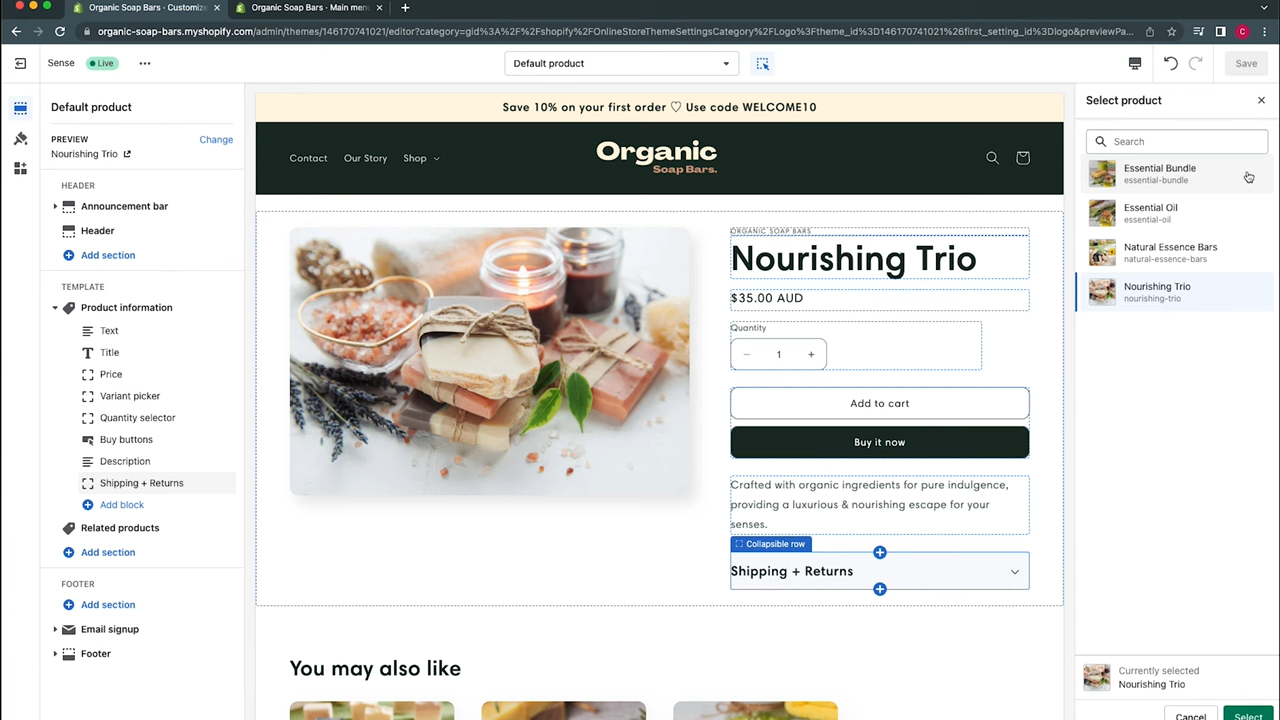 Organic Soap Bars - Customize
Organic Soap Bars - Main menu
organic-soap-bars.myshopify.com/admin/themes/146170741021/editor?category=gid%3A%2F%2Fshopify%2FOnlineStoreThemeSettingsCategory%2FLogo%3Ftheme_id%3D146170741021%26first_setting_id%3Dlogo&previewPa...
C
Sense
Live
Default product
Save
Default product
PREVIEW
Change
Nourishing Trio
HEADER
Announcement bar
Header
Add section
TEMPLATE
Product information
Text
Title
Price
Variant picker
Quantity selector
Buy buttons
Description
Shipping + Returns
Add block
Related products
Add section
FOOTER
Add section
Email signup
Footer
Save 10% on your first order ♡ Use code WELCOME10
Contact
Our Story
Shop
Organic
Soap Bars.
ORGANIC SOAP BARS
Nourishing Trio
$35.00 AUD
Quantity
− 1 +
Add to cart
Buy it now
Crafted with organic ingredients for pure indulgence,
providing a luxurious & nourishing escape for your
senses.
Collapsible row
Shipping + Returns
You may also like
Select product
Search
Essential Bundle
essential-bundle
Essential Oil
essential-oil
Natural Essence Bars
natural-essence-bars
Nourishing Trio
nourishing-trio
Currently selected
Nourishing Trio
Cancel
Select